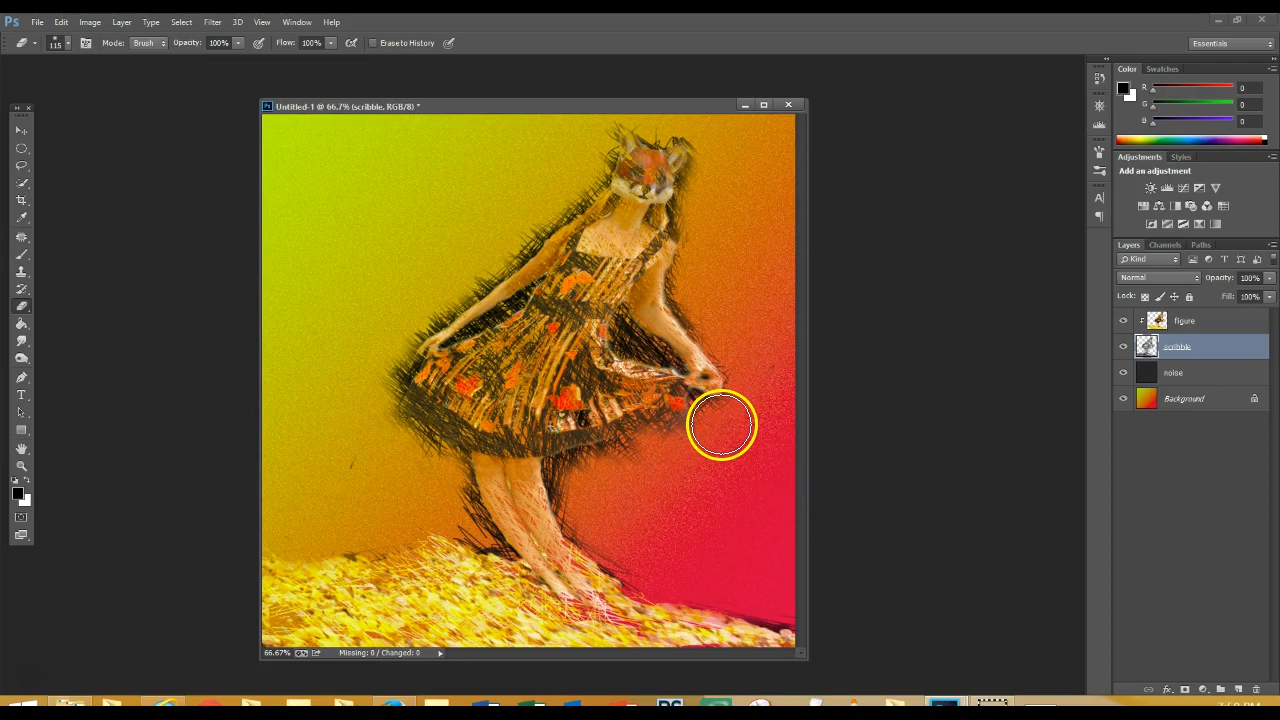 Ps File Edit Image Layer Type Select Filter 3D View Window Help
115 Mode: Brush Opacity: 100% Flow: 100% Erase to History Essentials
Untitled-1 @ 66.7% (scribble, RGB/8) *
66.67% Missing: 0 / Changed: 0
Color Swatches
R 0
G 0
B 0
Adjustments Styles
Add an adjustment
Layers Channels Paths
Kind
Normal Opacity: 100%
Lock: Fill: 100%
figure
scribble
noise
Background